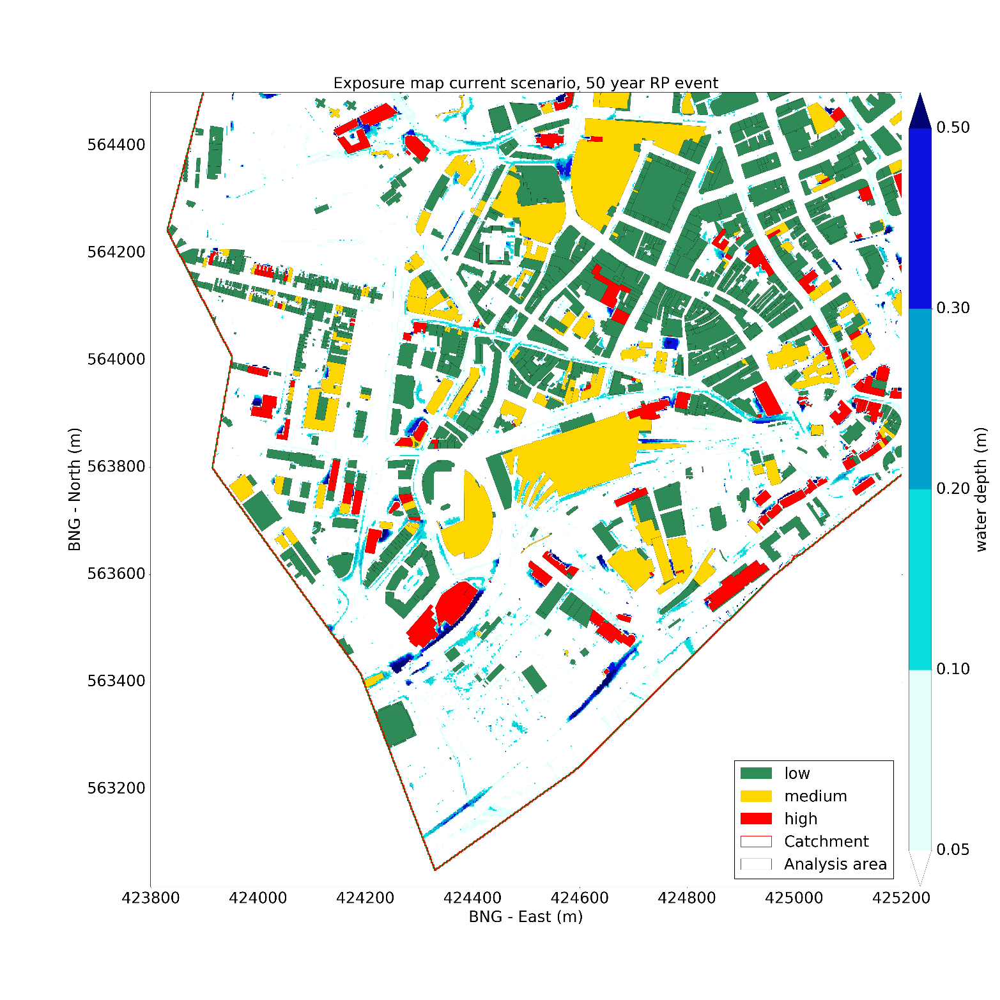 Exposure map current scenario, 50 year RP event
564400
564200
564000
563800
563600
563400
563200
BNG - North (m)
423800 424000 424200 424400 424600 424800 425000 425200
BNG - East (m)
low
medium
high
Catchment
Analysis area
0.50
0.30
0.20
0.10
0.05
water depth (m)